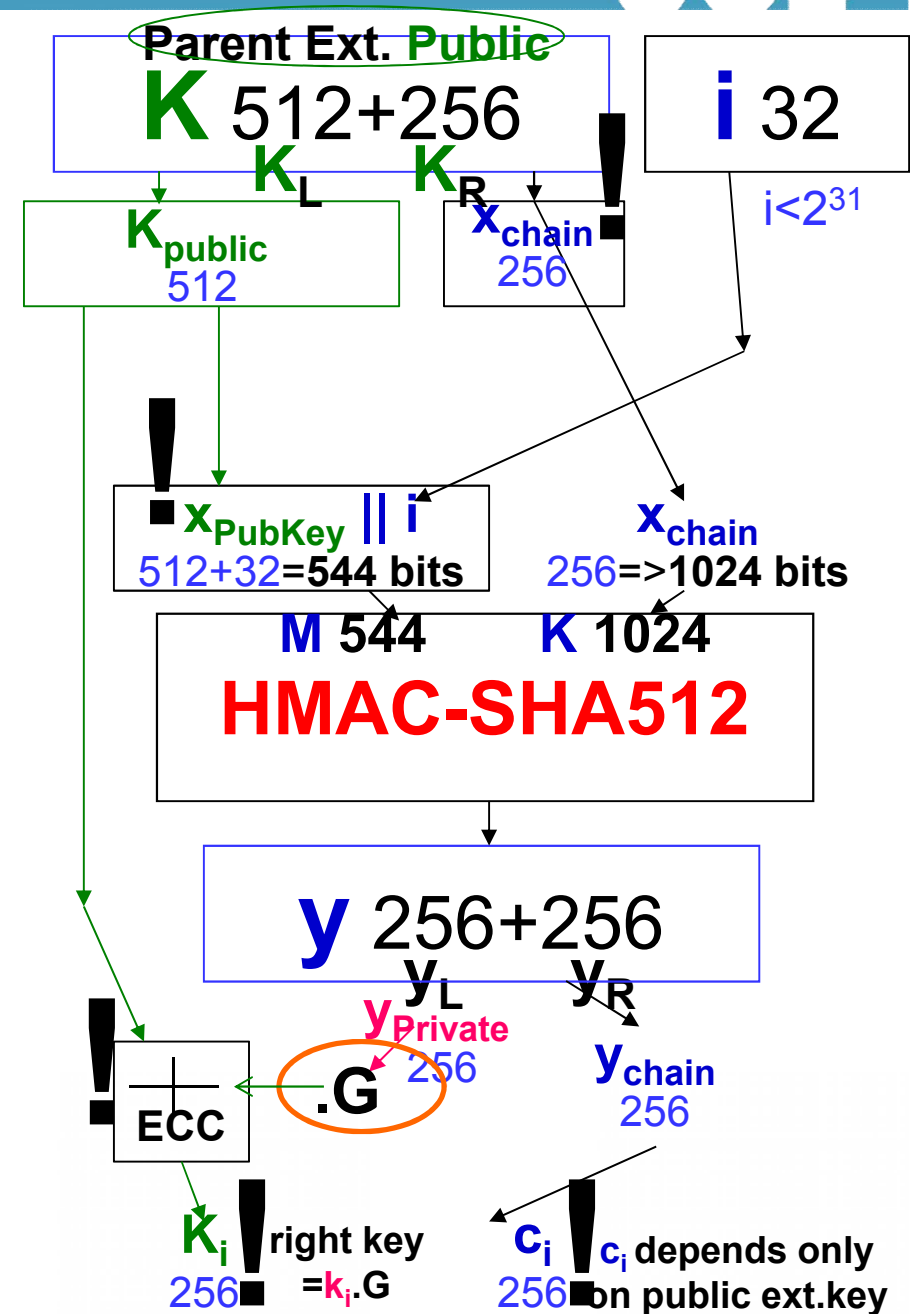 Parent Ext. Public
K 512+256
K_L K_R
i 32
i<2^31
!
K_public
512
x_chain
256
!
x_PubKey || i
512+32=544 bits
x_chain
256=>1024 bits
M 544 K 1024
HMAC-SHA512
y 256+256
y_L y_R
y_Private
256
y_chain
256
!
+
ECC
.G
K_i
256
!
right key
=k_i.G
c_i
256
!
c_i depends only
on public ext.key